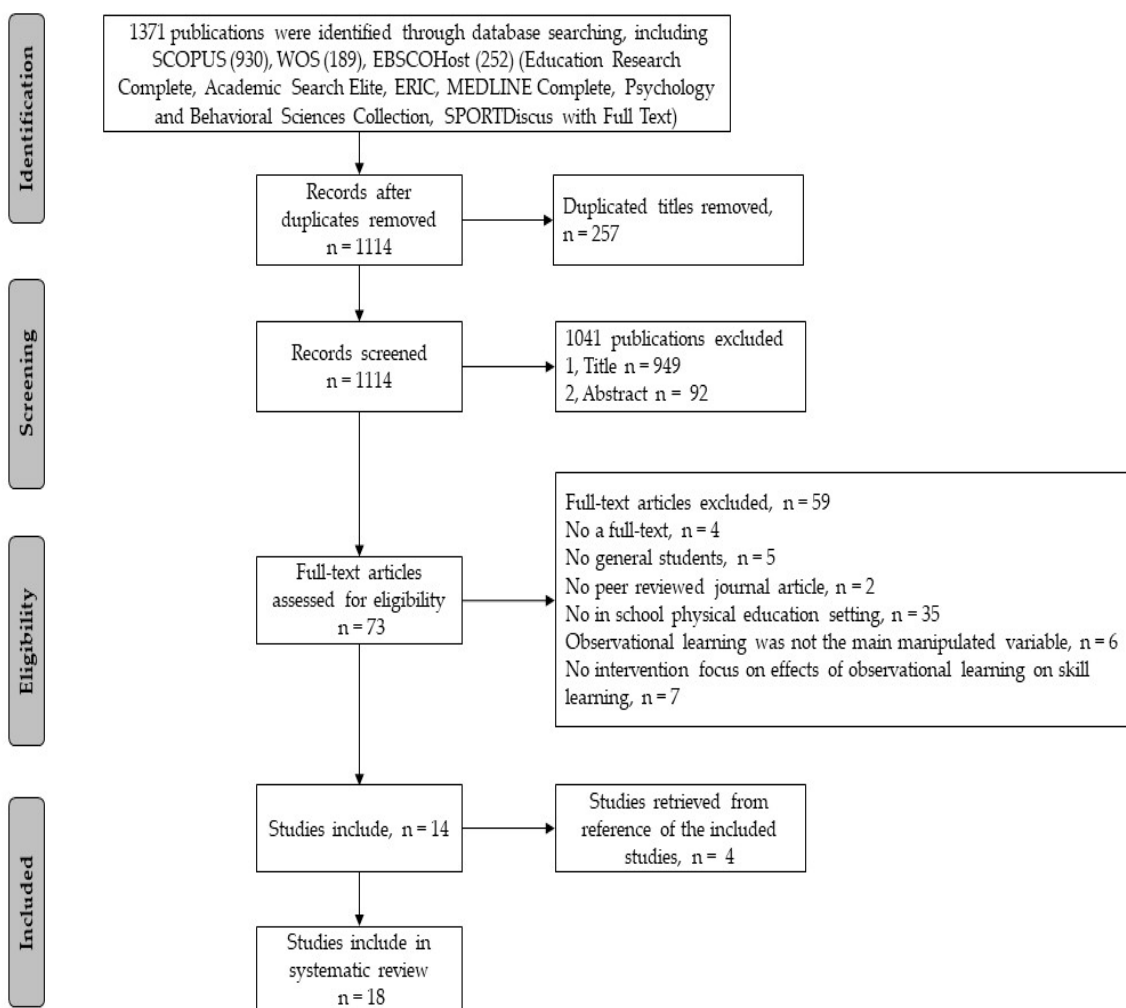 Identification
1371 publications were identified through database searching, including
SCOPUS (930), WOS (189), EBSCOHost (252) (Education Research
Complete, Academic Search Elite, ERIC, MEDLINE Complete, Psychology
and Behavioral Sciences Collection, SPORTDiscus with Full Text)
Records after
duplicates removed
n = 1114
Duplicated titles removed,
n = 257
Screening
Records screened
n = 1114
1041 publications excluded
1, Title n = 949
2, Abstract n = 92
Eligibility
Full-text articles
assessed for eligibility
n = 73
Full-text articles excluded, n = 59
No a full-text, n = 4
No general students, n = 5
No peer reviewed journal article, n = 2
No in school physical education setting, n = 35
Observational learning was not the main manipulated variable, n = 6
No intervention focus on effects of observational learning on skill
learning, n = 7
Included
Studies include, n = 14
Studies retrieved from
reference of the included
studies, n = 4
Studies include in
systematic review
n = 18